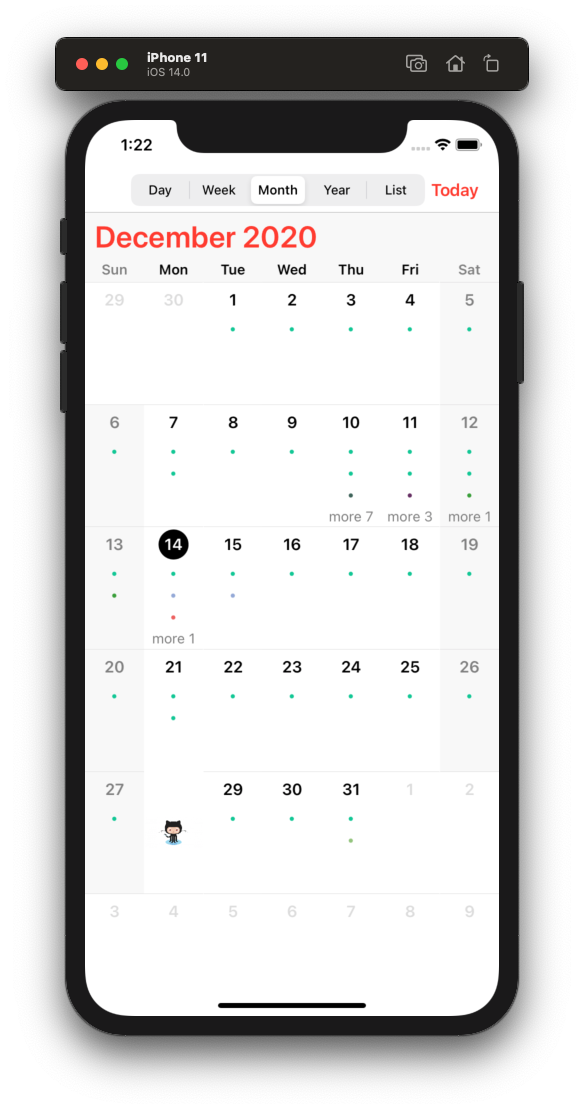 iPhone 11
iOS 14.0
1:22
Day Week Month Year List Today
December 2020
Sun Mon Tue Wed Thu Fri Sat
29 30 1 2 3 4 5
6 7 8 9 10 11 12
more 7 more 3 more 1
13 14 15 16 17 18 19
more 1
20 21 22 23 24 25 26
27 29 30 31 1 2
3 4 5 6 7 8 9